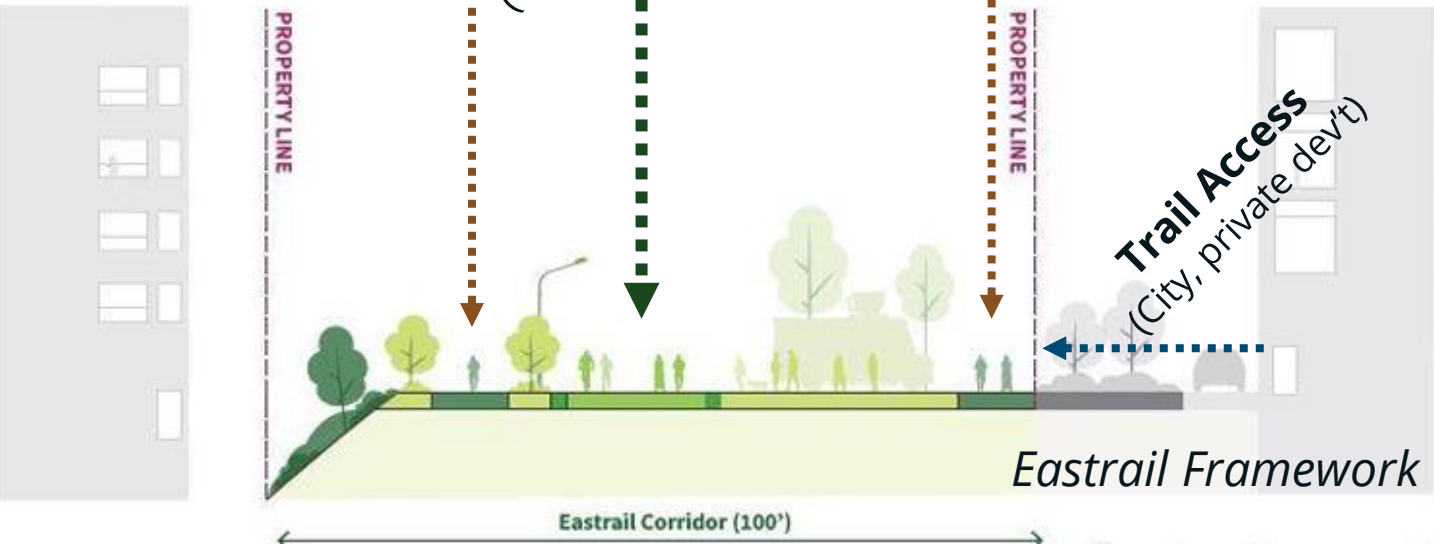 (
PROPERTY LINE
PROPERTY LINE
Trail Access
(City, private dev't)
Eastrail Framework
Eastrail Corridor (100')